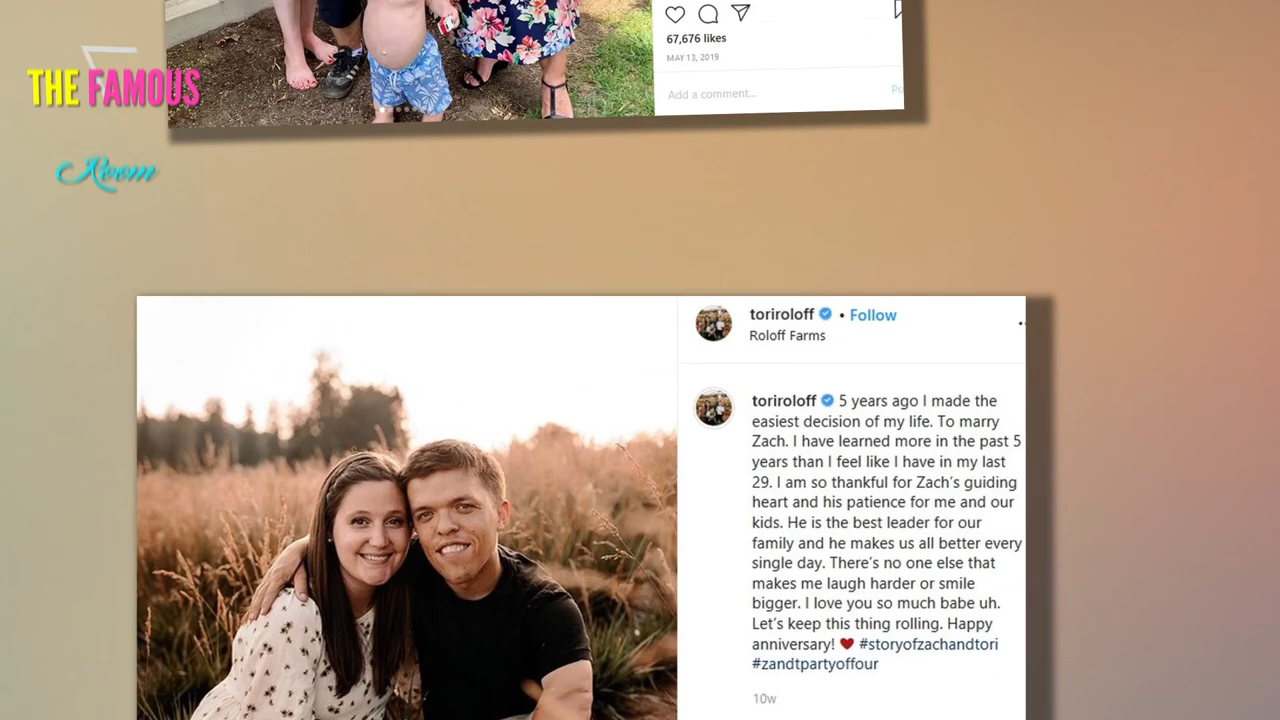 67,676 likes
MAY 13, 2019
Add a comment...
THE FAMOUS
Room
toriroloff • Follow
Roloff Farms
toriroloff 5 years ago I made the
easiest decision of my life. To marry
Zach. I have learned more in the past 5
years than I feel like I have in my last
29. I am so thankful for Zach's guiding
heart and his patience for me and our
kids. He is the best leader for our
family and he makes us all better every
single day. There's no one else that
makes me laugh harder or smile
bigger. I love you so much babe uh.
Let's keep this thing rolling. Happy
anniversary! ❤ #storyofzachandtori
#zandtpartyoffour
10w